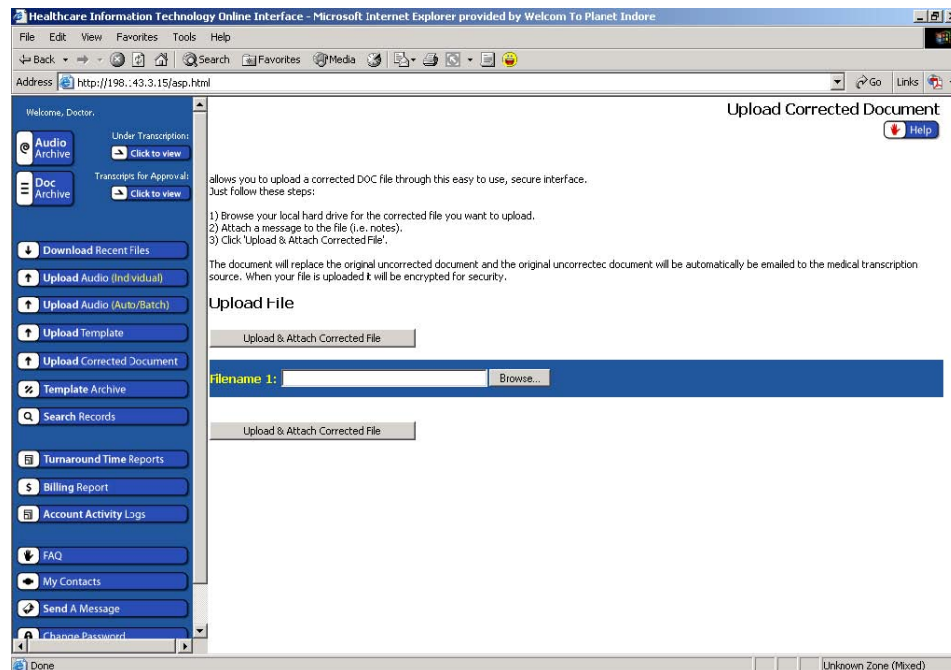 Healthcare Information Technology Online Interface - Microsoft Internet Explorer provided by Welcom To Planet Indore
File Edit View Favorites Tools Help
Back Search Favorites Media
Address http://198.:43.3.15/asp.html Go Links
Welcome, Doctor.
Audio Archive
Under Transcription:
Click to view
Doc Archive
Transcripts for Approval:
Click to view
Download Recent Files
Upload Audio (Individual)
Upload Audio (Auto/Batch)
Upload Template
Upload Corrected Document
Template Archive
Search Records
Turnaround Time Reports
Billing Report
Account Activity Logs
FAQ
My Contacts
Send A Message
Change Password
Upload Corrected Document
Help
allows you to upload a corrected DOC file through this easy to use, secure interface.
Just follow these steps:
1) Browse your local hard drive for the corrected file you want to upload.
2) Attach a message to the file (i.e. notes).
3) Click 'Upload & Attach Corrected File'.
The document will replace the original uncorrected document and the original uncorrectec document will be automatically be emailed to the medical transcription
source. When your file is uploaded it will be encrypted for security.
Upload File
Upload & Attach Corrected File
Filename 1: Browse...
Upload & Attach Corrected File
Done Unknown Zone (Mixed)